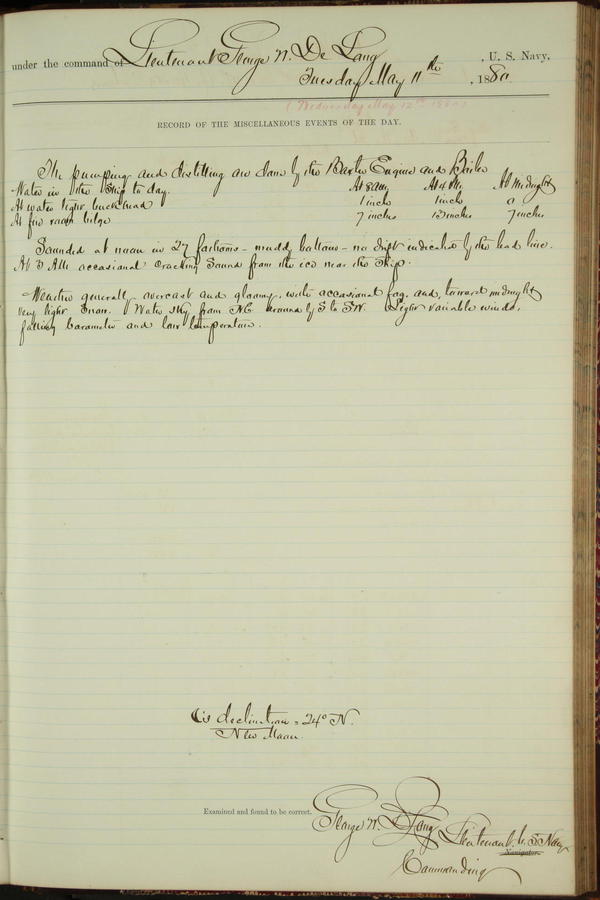 under the command of Lieutenant George W. De Long, U. S. Navy,
Tuesday May 11th, 1880.
(Wednesday May 12th 1880)
RECORD OF THE MISCELLANEOUS EVENTS OF THE DAY.
The pumping and distilling are done by the Baxter Engine and Boiler
Water in the Ship to day. At 8 AM At 4 PM. At Midnight
At water tight buck head 1 inch 1 inch 0
At fire room bilge 7 inches 13 inches 7 inches
Sounded at noon in 27 fathoms - muddy bottom - no drift indicated by the lead line.
At 3 AM occasional cracking sound from the ice near the Ship.
Weather generally overcast and gloomy, with occasional fog, and, toward midnight
very light Snow. Water sky from NE around by S to SW. Light variable winds,
falling barometer and low temperature.
☾'s declination = 24° N.
New Moon.
Examined and found to be correct.
George W. De Long Lieutenant U. S. Navy
Navigator.
Commanding